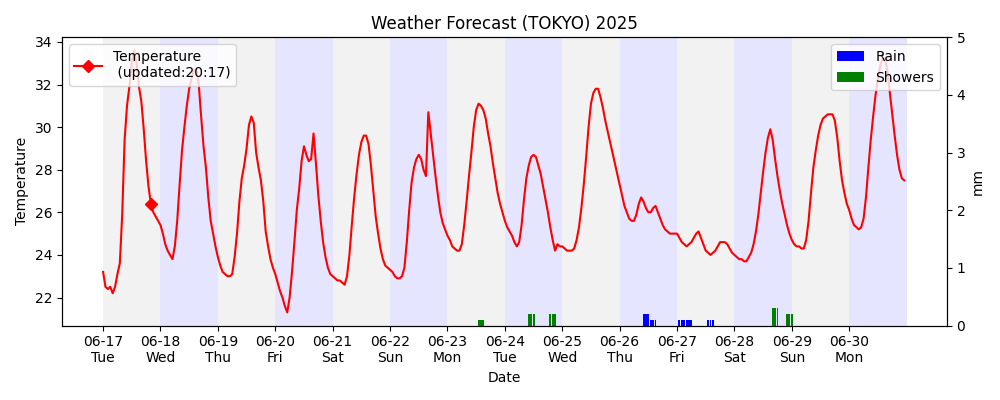 Weather Forecast (TOKYO) 2025
Temperature
(updated:20:17)
Rain
Showers
Temperature
34
32
30
28
26
24
22
5
4
3
2
1
0
mm
06-17
Tue
06-18
Wed
06-19
Thu
06-20
Fri
06-21
Sat
06-22
Sun
06-23
Mon
06-24
Tue
06-25
Wed
06-26
Thu
06-27
Fri
06-28
Sat
06-29
Sun
06-30
Mon
Date